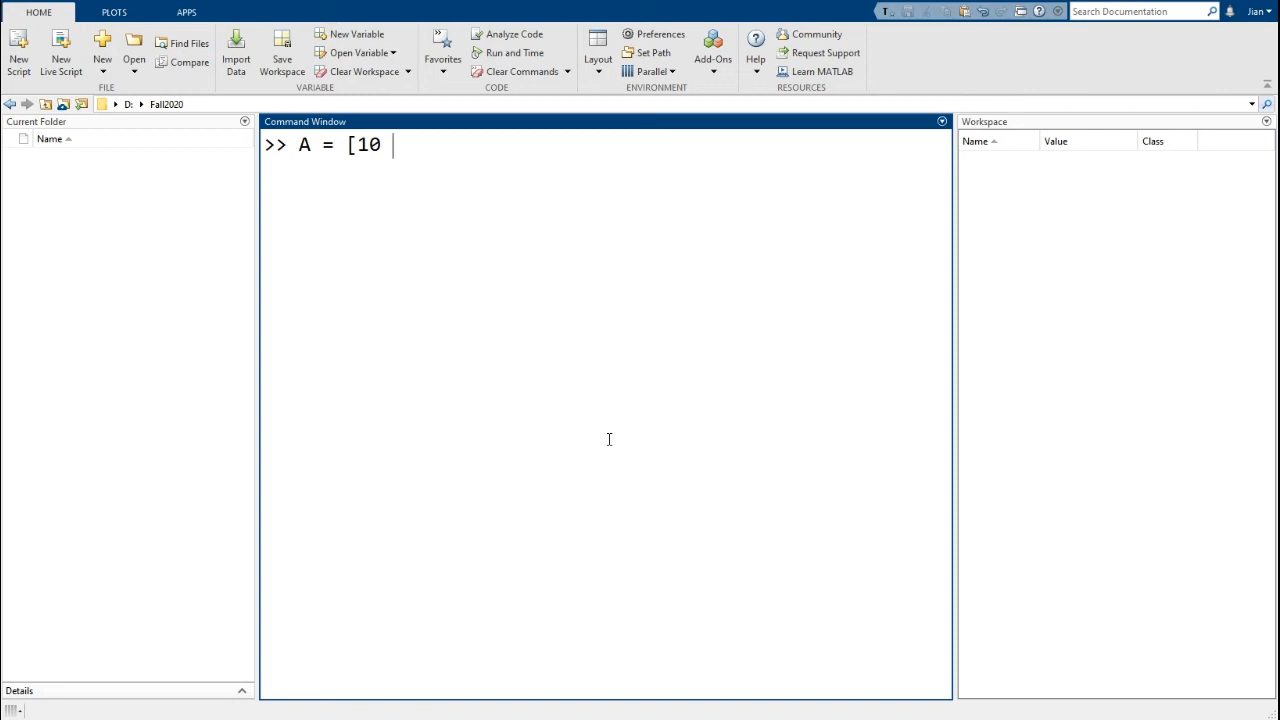 HOME PLOTS APPS
Search Documentation Jian
New Script
New Live Script
New
Open
Find Files
Compare
FILE
Import Data
Save Workspace
New Variable
Open Variable
Clear Workspace
VARIABLE
Favorites
Analyze Code
Run and Time
Clear Commands
CODE
Layout
Preferences
Set Path
Parallel
ENVIRONMENT
Add-Ons
Help
Community
Request Support
Learn MATLAB
RESOURCES
D: Fall2020
Current Folder
Name
Command Window
>> A = [10
Workspace
Name Value Class
Details